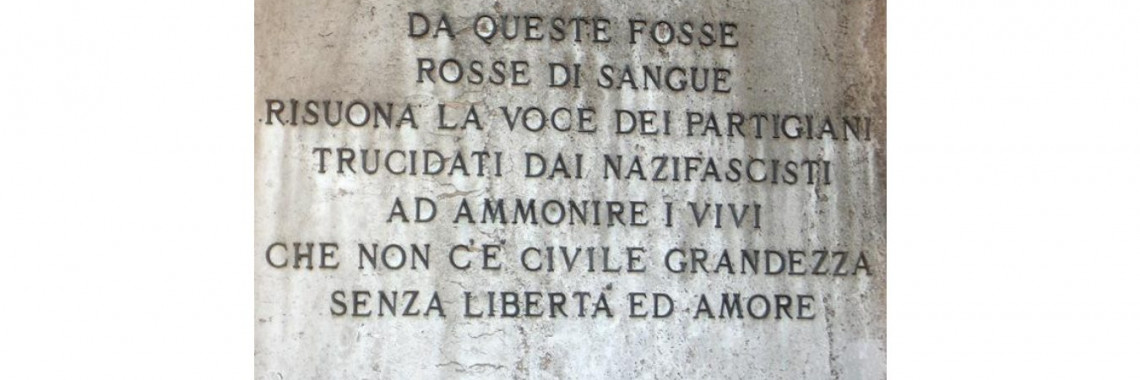 DA QUESTE FOSSE
ROSSE DI SANGUE
RISUONA LA VOCE DEI PARTIGIANI
TRUCIDATI DAI NAZIFASCISTI
AD AMMONIRE I VIVI
CHE NON C'È CIVILE GRANDEZZA
SENZA LIBERTÀ ED AMORE